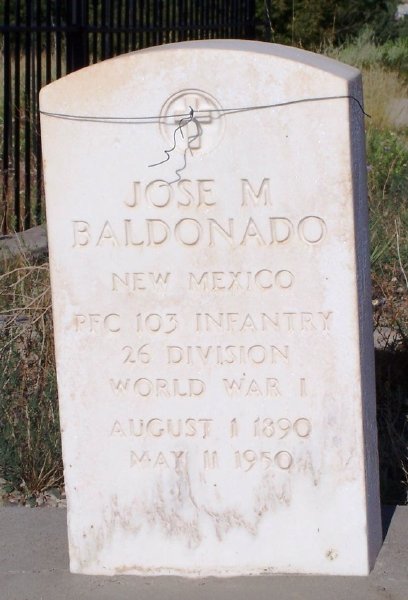 JOSE M
BALDONADO
NEW MEXICO
PFC 103 INFANTRY
26 DIVISION
WORLD WAR I
AUGUST 1 1890
MAY 11 1950